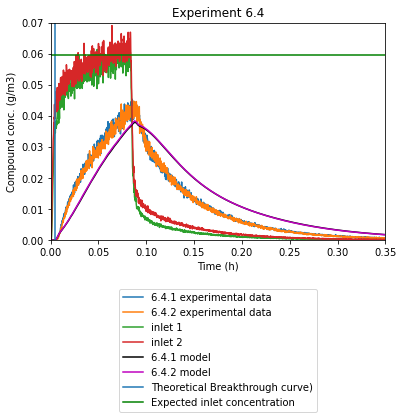 Experiment 6.4
Compound conc. (g/m3)
0.07
0.06
0.05
0.04
0.03
0.02
0.01
0.00
0.00 0.05 0.10 0.15 0.20 0.25 0.30 0.35
Time (h)
6.4.1 experimental data
6.4.2 experimental data
inlet 1
inlet 2
6.4.1 model
6.4.2 model
Theoretical Breakthrough curve)
Expected inlet concentration